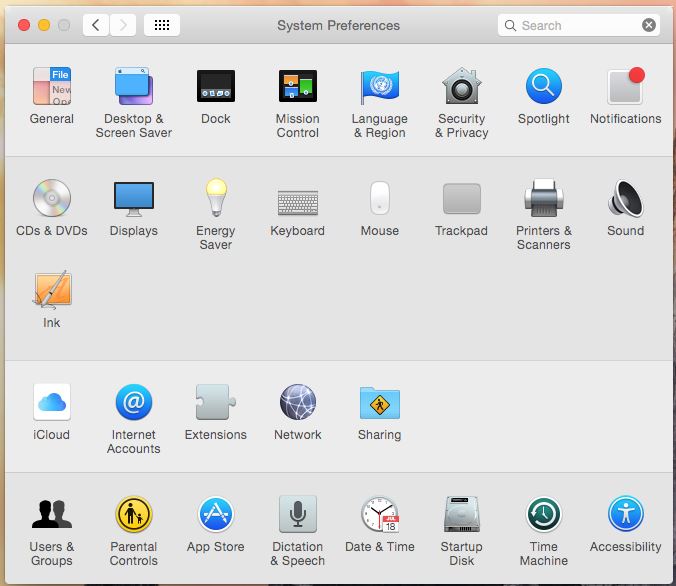 System Preferences
Search
File
New
Ope
General
Desktop &
Screen Saver
Dock
Mission
Control
Language
& Region
Security
& Privacy
Spotlight
Notifications
CDs & DVDs
Displays
Energy
Saver
Keyboard
Mouse
Trackpad
Printers &
Scanners
Sound
Ink
iCloud
@
Internet
Accounts
Extensions
Network
Sharing
Users &
Groups
Parental
Controls
App Store
Dictation
& Speech
JUL
18
Date & Time
Startup
Disk
Time
Machine
Accessibility